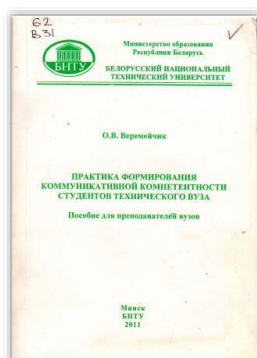 62
В31
Министерство образования
Республики Беларусь
БНТУ
БЕЛОРУССКИЙ НАЦИОНАЛЬНЫЙ
ТЕХНИЧЕСКИЙ УНИВЕРСИТЕТ
О.В. Веремейчик
ПРАКТИКА ФОРМИРОВАНИЯ
КОММУНИКАТИВНОЙ КОМПЕТЕНТНОСТИ
СТУДЕНТОВ ТЕХНИЧЕСКОГО ВУЗА
Пособие для преподавателей вузов
Минск
БНТУ
2011